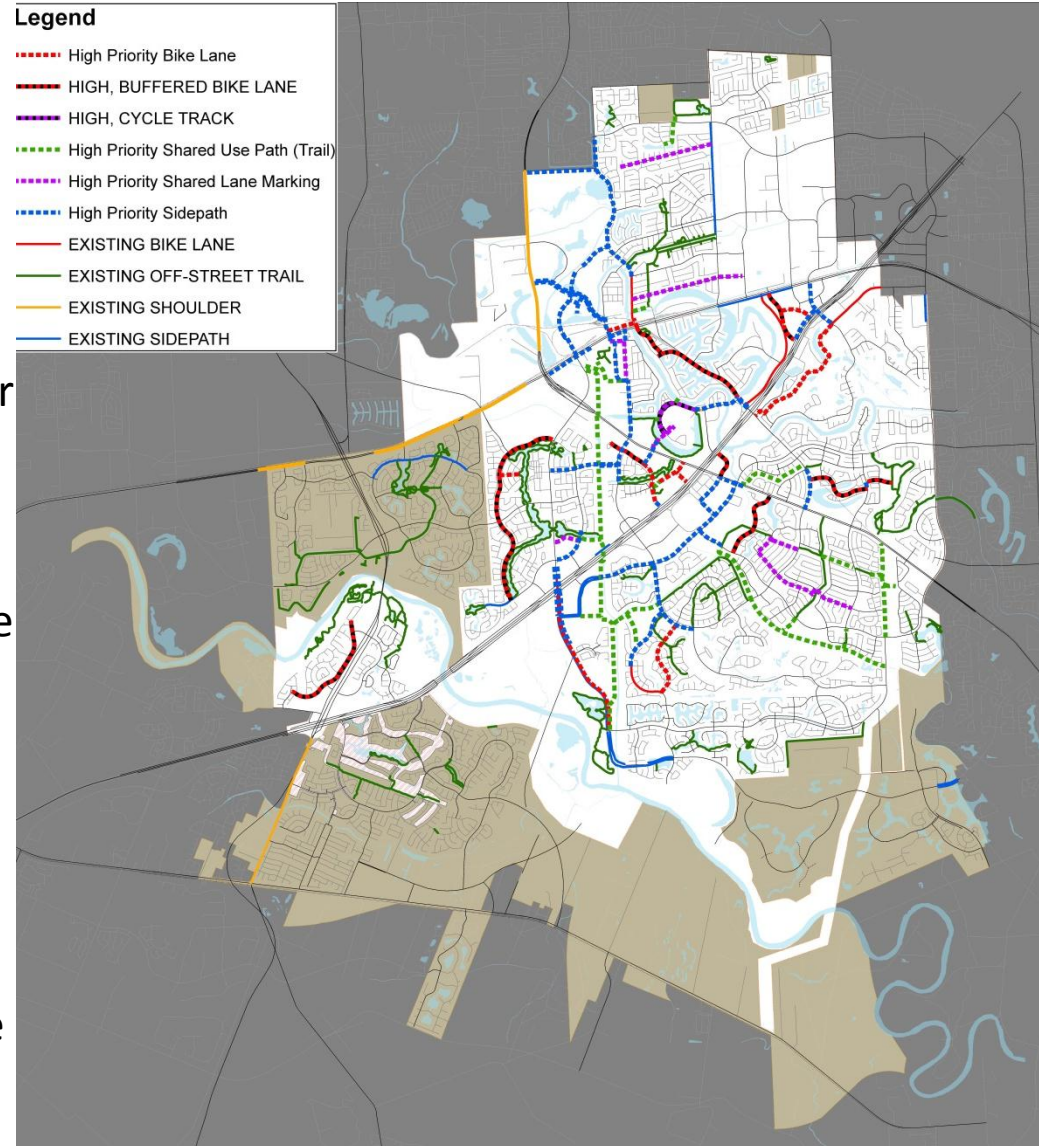 Legend
High Priority Bike Lane
HIGH, BUFFERED BIKE LANE
HIGH, CYCLE TRACK
High Priority Shared Use Path (Trail)
High Priority Shared Lane Marking
High Priority Sidepath
EXISTING BIKE LANE
EXISTING OFF-STREET TRAIL
EXISTING SHOULDER
EXISTING SIDEPATH
r
e
e